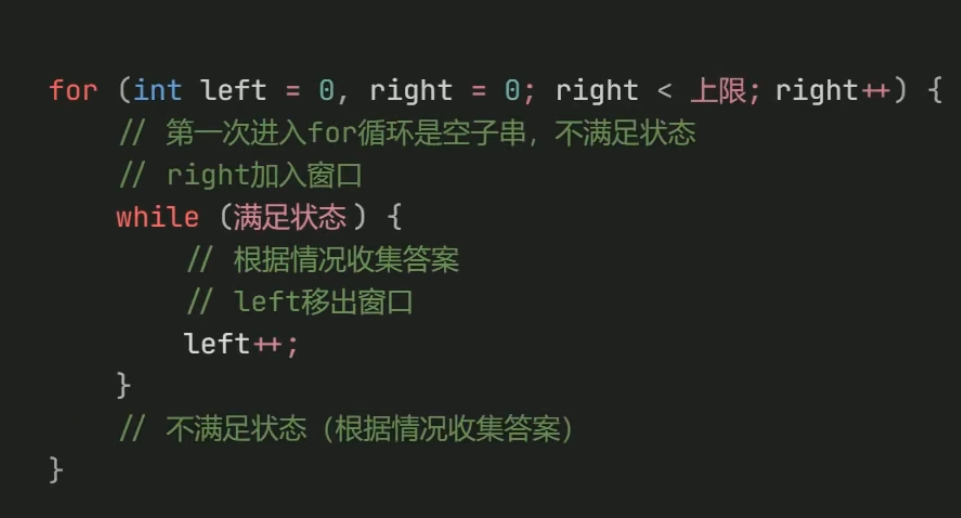 for (int left = 0, right = 0; right < 上限; right++) {
    // 第一次进入for循环是空子串，不满足状态
    // right加入窗口
    while (满足状态) {
        // 根据情况收集答案
        // left移出窗口
        left++;
    }
    // 不满足状态（根据情况收集答案）
}